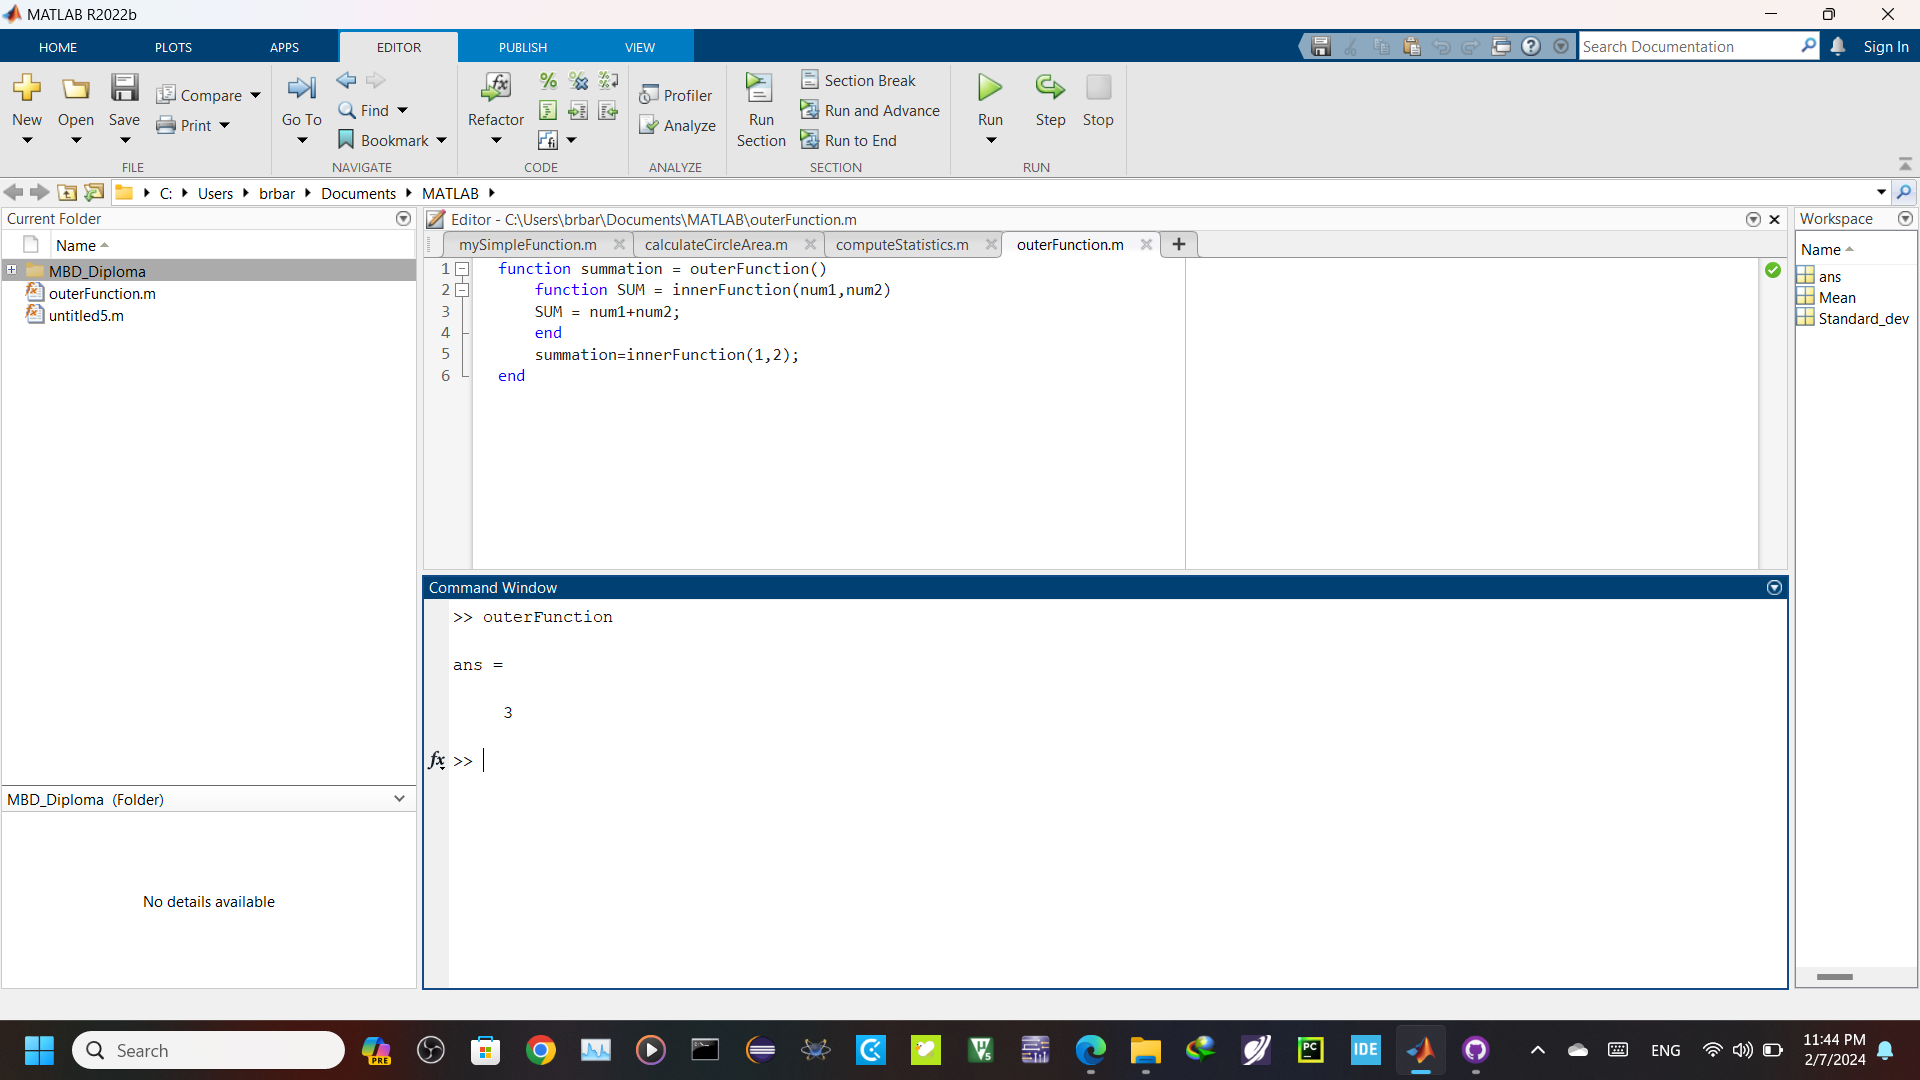 MATLAB R2022b
HOME PLOTS APPS EDITOR PUBLISH VIEW Search Documentation Sign In
New Open Save Compare Print
FILE
Go To Find Bookmark
NAVIGATE
Refactor
CODE
Profiler
Analyze
ANALYZE
Run Section
Section Break
Run and Advance
Run to End
SECTION
Run Step Stop
RUN
C: Users brbar Documents MATLAB
Current Folder
Name
MBD_Diploma
outerFunction.m
untitled5.m
MBD_Diploma (Folder)
No details available
Editor - C:\Users\brbar\Documents\MATLAB\outerFunction.m
mySimpleFunction.m calculateCircleArea.m computeStatistics.m outerFunction.m
1 function summation = outerFunction()
2 function SUM = innerFunction(num1,num2)
3 SUM = num1+num2;
4 end
5 summation=innerFunction(1,2);
6 end
Command Window
>> outerFunction
ans =
3
fx >>
Workspace
Name
ans
Mean
Standard_dev
Search
PRE
PC
IDE
ENG
11:44 PM
2/7/2024